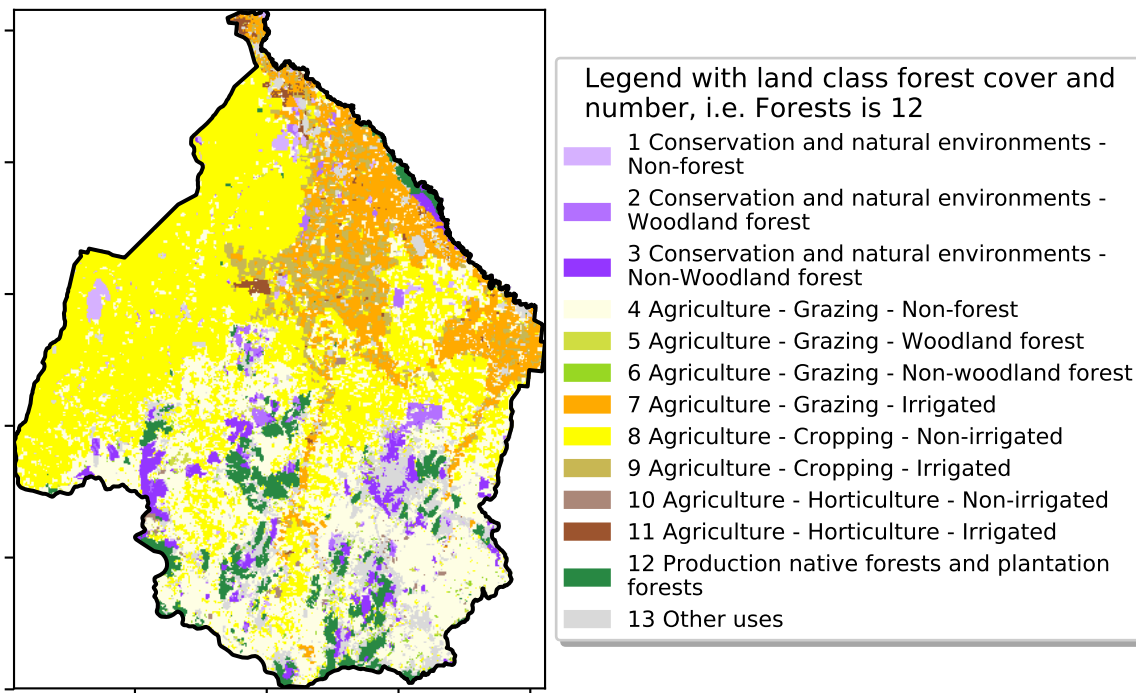 Legend with land class forest cover and
number, i.e. Forests is 12
1 Conservation and natural environments -
Non-forest
2 Conservation and natural environments -
Woodland forest
3 Conservation and natural environments -
Non-Woodland forest
4 Agriculture - Grazing - Non-forest
5 Agriculture - Grazing - Woodland forest
6 Agriculture - Grazing - Non-woodland forest
7 Agriculture - Grazing - Irrigated
8 Agriculture - Cropping - Non-irrigated
9 Agriculture - Cropping - Irrigated
10 Agriculture - Horticulture - Non-irrigated
11 Agriculture - Horticulture - Irrigated
12 Production native forests and plantation
forests
13 Other uses